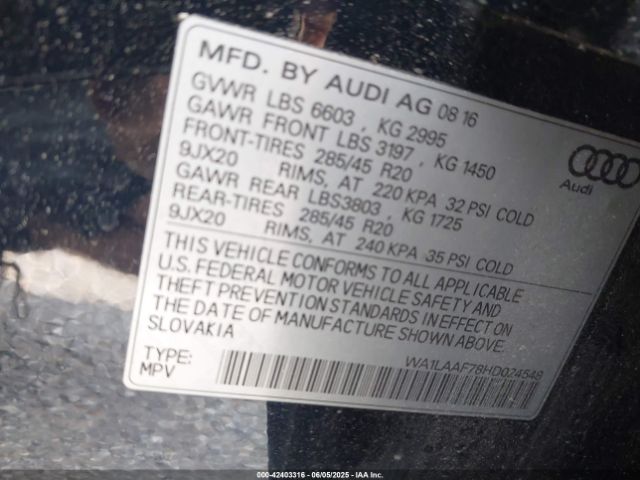 MFD. BY AUDI AG 08 16
GVWR LBS 6603 , KG 2995
GAWR FRONT LBS 3197 , KG 1450
FRONT-TIRES 285/45 R20
9JX20 RIMS, AT 220 KPA 32 PSI COLD
GAWR REAR LBS3803 , KG 1725
REAR-TIRES 285/45 R20
9JX20 RIMS, AT 240 KPA 35 PSI COLD
Audi
THIS VEHICLE CONFORMS TO ALL APPLICABLE
U.S. FEDERAL MOTOR VEHICLE SAFETY AND
THEFT PREVENTION STANDARDS IN EFFECT ON
THE DATE OF MANUFACTURE SHOWN ABOVE.
SLOVAKIA
TYPE:
MPV
WA1LAAF78HD024548
000-42403316 - 06/05/2025 - IAA Inc.